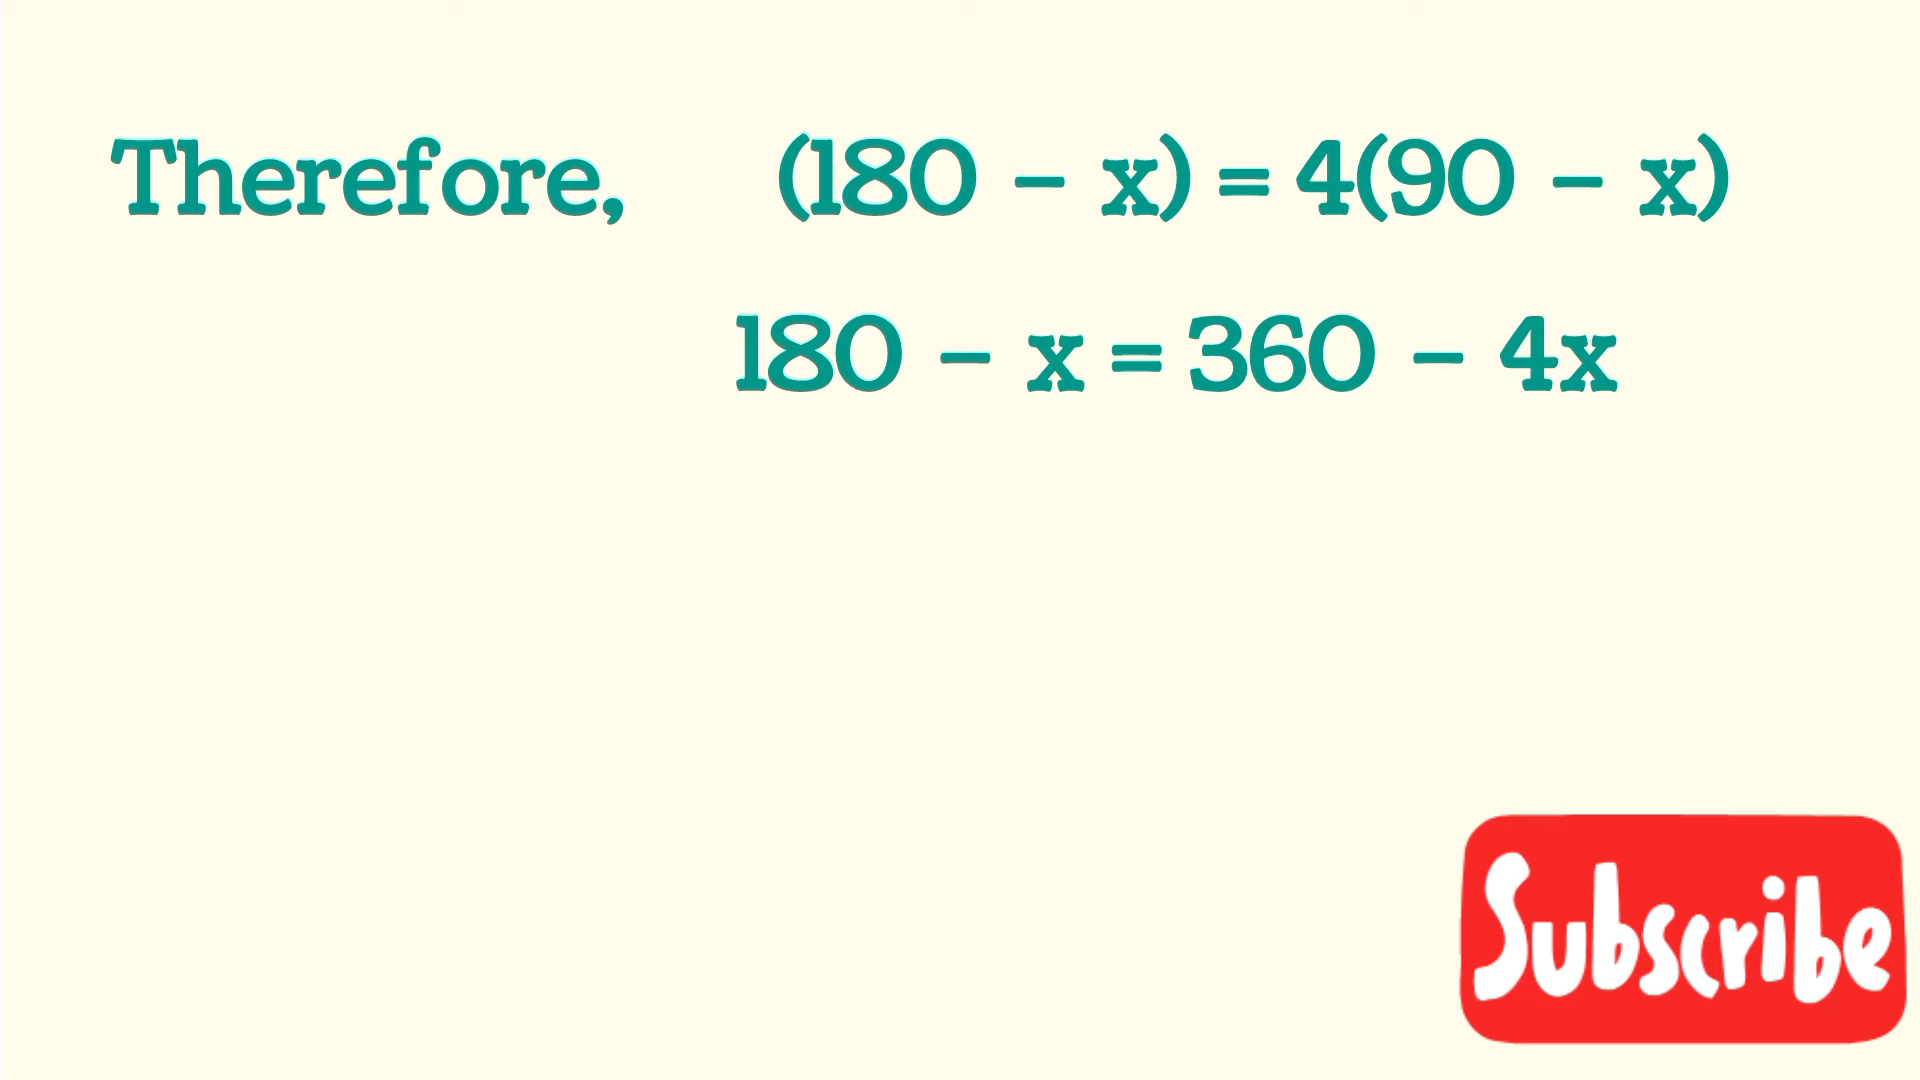 Therefore, (180 – x) = 4(90 – x)
180 – x = 360 – 4x
Subscribe